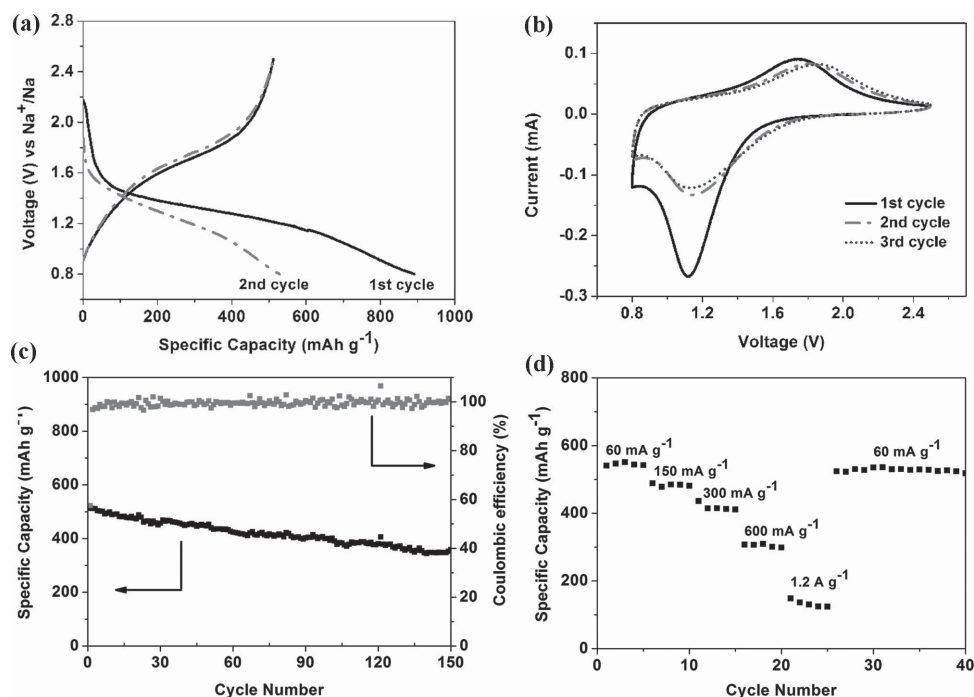 (a)
2.8
2.4
2.0
1.6
1.2
0.8
Voltage (V) vs Na⁺/Na
2nd cycle 1st cycle
0 200 400 600 800 1000
Specific Capacity (mAh g⁻¹)
(b)
0.1
0.0
-0.1
-0.2
-0.3
Current (mA)
1st cycle
2nd cycle
3rd cycle
0.8 1.2 1.6 2.0 2.4
Voltage (V)
(c)
1000
800
600
400
200
0
Specific Capacity (mAh g⁻¹)
100
80
60
40
20
0
Coulombic efficiency (%)
0 30 60 90 120 150
Cycle Number
(d)
800
600
400
200
0
Specific Capacity (mAh g⁻¹)
60 mA g⁻¹
150 mA g⁻¹
300 mA g⁻¹
600 mA g⁻¹
1.2 A g⁻¹
60 mA g⁻¹
0 10 20 30 40
Cycle Number